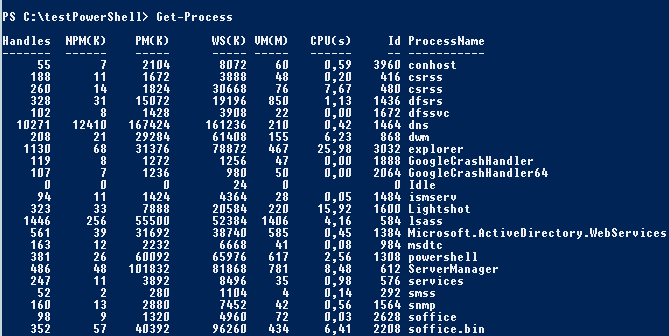 PS C:\testPowerShell> Get-Process
Handles NPM(K) PM(K) WS(K) VM(M) CPU(s) Id ProcessName
------- ------ ----- ----- ----- ------ -- -----------
55 7 2104 8072 60 0,59 3960 conhost
188 11 1672 3888 48 0,20 416 csrss
260 14 1824 30668 76 7,67 480 csrss
328 31 15072 19196 850 1,13 1436 dfsrs
102 8 1428 3908 22 0,00 1672 dfssvc
10271 12410 167424 161236 210 0,42 1464 dns
208 21 29284 61408 155 6,23 868 dwm
1130 68 31376 78872 467 25,98 3032 explorer
119 8 1272 1256 47 0,00 1888 GoogleCrashHandler
107 7 1236 980 50 0,00 2064 GoogleCrashHandler64
0 0 0 24 0 0 Idle
94 11 1424 4364 28 0,05 1484 ismserv
323 33 7888 20584 220 15,92 1600 Lightshot
1446 256 55500 52384 1406 4,16 584 lsass
561 39 31692 38740 585 0,45 1384 Microsoft.ActiveDirectory.WebServices
163 12 2232 6668 41 0,08 984 msdtc
381 26 60092 65976 617 2,56 1308 powershell
486 48 101832 81868 781 8,48 612 ServerManager
247 11 3892 8496 35 0,98 576 services
52 2 280 1104 4 0,14 292 smss
160 13 2880 7452 42 0,56 1564 snmp
98 9 1320 4960 72 0,03 2628 soffice
352 57 40392 96260 434 6,41 2208 soffice.bin